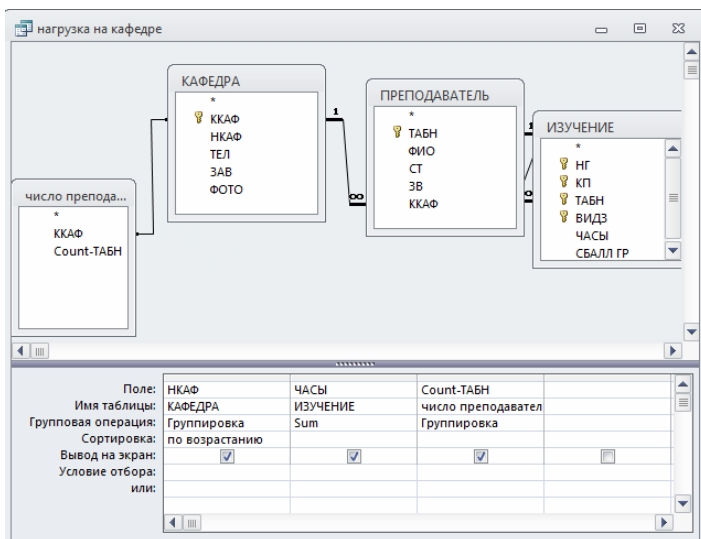 нагрузка на кафедре
КАФЕДРА
*
ККАФ
НКАФ
ТЕЛ
ЗАВ
ФОТО
1
∞
ПРЕПОДАВАТЕЛЬ
*
ТАБН
ФИО
СТ
ЗВ
ККАФ
1
∞
ИЗУЧЕНИЕ
*
НГ
КП
ТАБН
ВИДЗ
ЧАСЫ
СБАЛЛ ГР
число препода...
*
ККАФ
Count-ТАБН
Поле: НКАФ ЧАСЫ Count-ТАБН
Имя таблицы: КАФЕДРА ИЗУЧЕНИЕ число преподавател
Групповая операция: Группировка Sum Группировка
Сортировка: по возрастанию
Вывод на экран:
Условие отбора:
или: